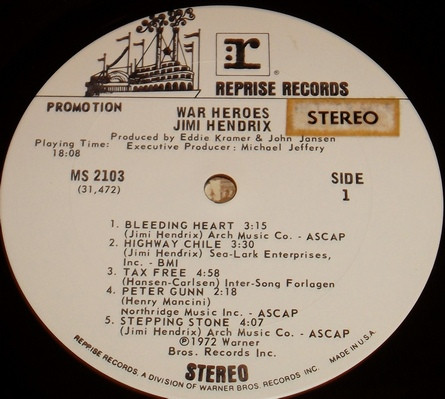 r
REPRISE RECORDS
PROMOTION
WAR HEROES
JIMI HENDRIX
STEREO
Produced by Eddie Kramer & John Jansen
Executive Producer: Michael Jeffery
Playing Time:
18:08
MS 2103
(31,472)
SIDE
1
1. BLEEDING HEART 3:15
(Jimi Hendrix) Arch Music Co. - ASCAP
2. HIGHWAY CHILE 3:30
(Jimi Hendrix) Sea-Lark Enterprises,
Inc. - BMI
3. TAX FREE 4:58
(Hansen-Carlsen) Inter-Song Forlagen
4. PETER GUNN 2:18
(Henry Mancini)
Northridge Music Inc. - ASCAP
5. STEPPING STONE 4:07
(Jimi Hendrix) Arch Music Co. - ASCAP
℗1972 Warner
Bros. Records Inc.
STEREO
REPRISE RECORDS, A DIVISION OF WARNER BROS. RECORDS INC. MADE IN U.S.A.